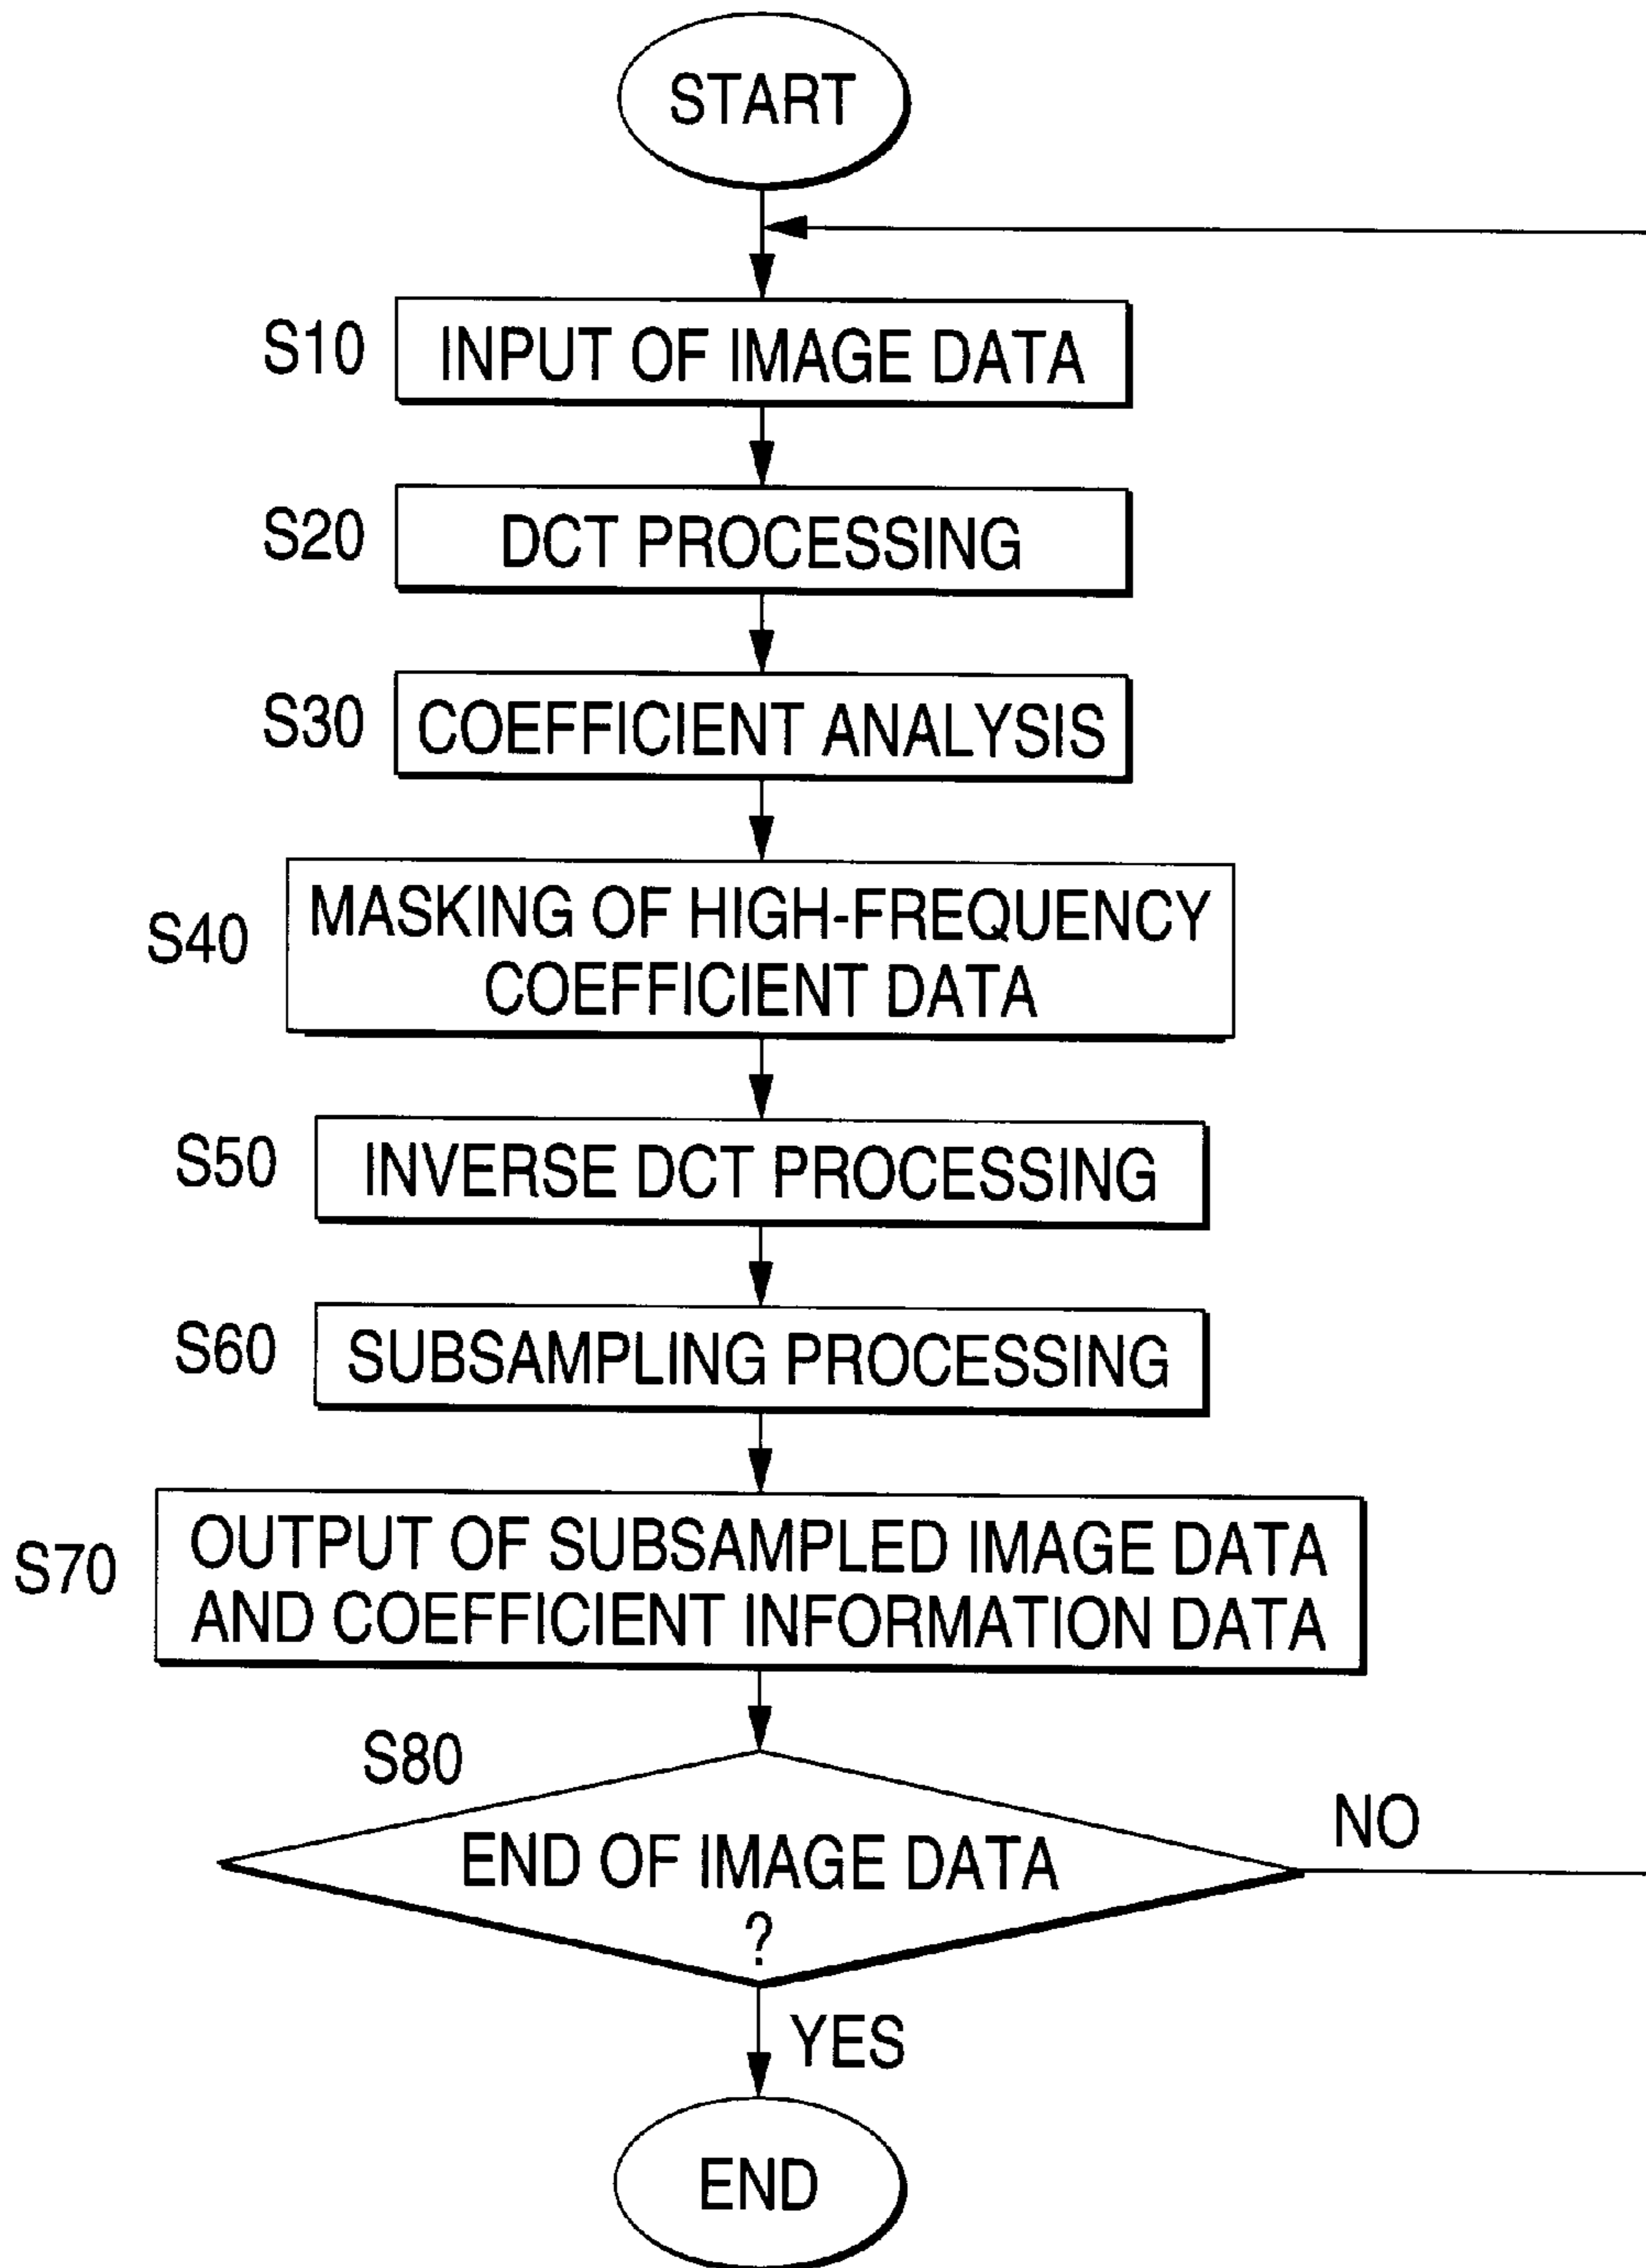 START
S10
INPUT OF IMAGE DATA
S20
DCT PROCESSING
S30
COEFFICIENT ANALYSIS
S40
MASKING OF HIGH-FREQUENCY
COEFFICIENT DATA
S50
INVERSE DCT PROCESSING
S60
SUBSAMPLING PROCESSING
S70
OUTPUT OF SUBSAMPLED IMAGE DATA
AND COEFFICIENT INFORMATION DATA
S80
END OF IMAGE DATA
?
NO
YES
END